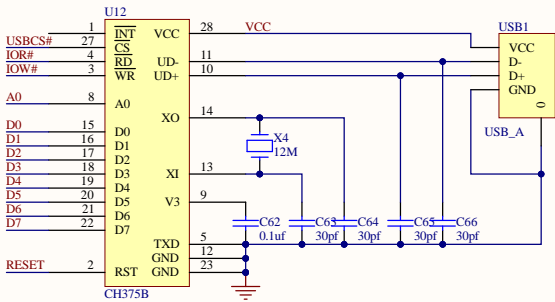 U12
1 INT VCC 28 VCC
USBCS# 27 CS
IOR# 4 RD UD- 11
IOW# 3 WR UD+ 10
A0 8 A0
XO 14
D0 15 D0
D1 16 D1
D2 17 D2
D3 18 D3 XI 13
D4 19 D4
D5 20 D5 V3 9
D6 21 D6
D7 22 D7
TXD 5
GND 12
RESET 2 RST GND 23
CH375B
X4
12M
C62
0.1uf
C63
30pf
C64
30pf
C65
30pf
C66
30pf
USB1
VCC
D-
D+
GND
0
USB_A